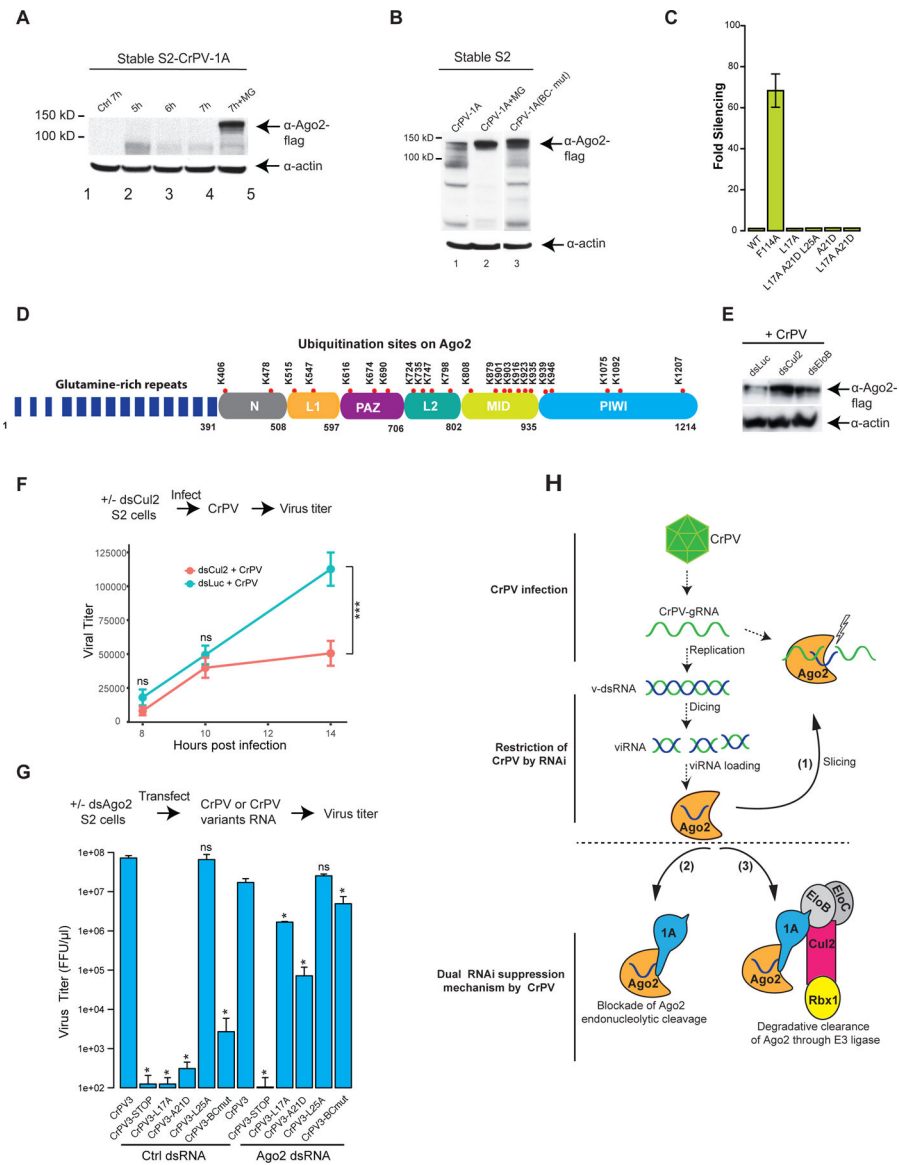 A
Stable S2-CrPV-1A
Ctrl 7h
5h
6h
7h
7h+MG
150 kD
100 kD
α-Ago2-
flag
α-actin
1 2 3 4 5
B
Stable S2
CrPV-1A
CrPV-1A+MG
CrPV-1A(BC- mut)
150 kD
100 kD
α-Ago2-
flag
α-actin
1 2 3
C
Fold Silencing
100
80
60
40
20
0
WT
F114A
L17A
L17A A21D L25A
A21D
L17A A21D
D
Ubiquitination sites on Ago2
Glutamine-rich repeats
K406
K478
K515
K547
K616
K674
K690
K724
K735
K747
K798
K808
K879
K901
K903
K916
K923
K935
K939
K946
K1075
K1092
K1207
N L1 PAZ L2 MID PIWI
1 391 508 597 706 802 935 1214
E
+ CrPV
dsLuc
dsCul2
dsEloB
α-Ago2-
flag
α-actin
F
+/- dsCul2
S2 cells
Infect
CrPV
Virus titer
Viral Titer
125000
100000
75000
50000
25000
0
dsCul2 + CrPV
dsLuc + CrPV
ns
ns
***
8 10 12 14
Hours post infection
G
+/- dsAgo2
S2 cells
Transfect
CrPV or CrPV
variants RNA
Virus titer
Virus Titer (FFU/µl)
1e+08
1e+07
1e+06
1e+05
1e+04
1e+03
1e+02
* * * ns * * * * ns *
CrPV3
CrPV3-STOP
CrPV3-L17A
CrPV3-A21D
CrPV3-L25A
CrPV3-BCmut
CrPV3
CrPV3-STOP
CrPV3-L17A
CrPV3-A21D
CrPV3-L25A
CrPV3-BCmut
Ctrl dsRNA
Ago2 dsRNA
H
CrPV
CrPV infection
CrPV-gRNA
Replication
Ago2
v-dsRNA
Dicing
Restriction of
CrPV by RNAi
viRNA
viRNA loading
(1)
Slicing
Ago2
(2)
(3)
Dual RNAi suppression
mechanism by CrPV
1A
Ago2
Blockade of Ago2
endonucleolytic cleavage
1A
Ago2
EloB
EloC
Cul2
Rbx1
Degradative clearance
of Ago2 through E3 ligase